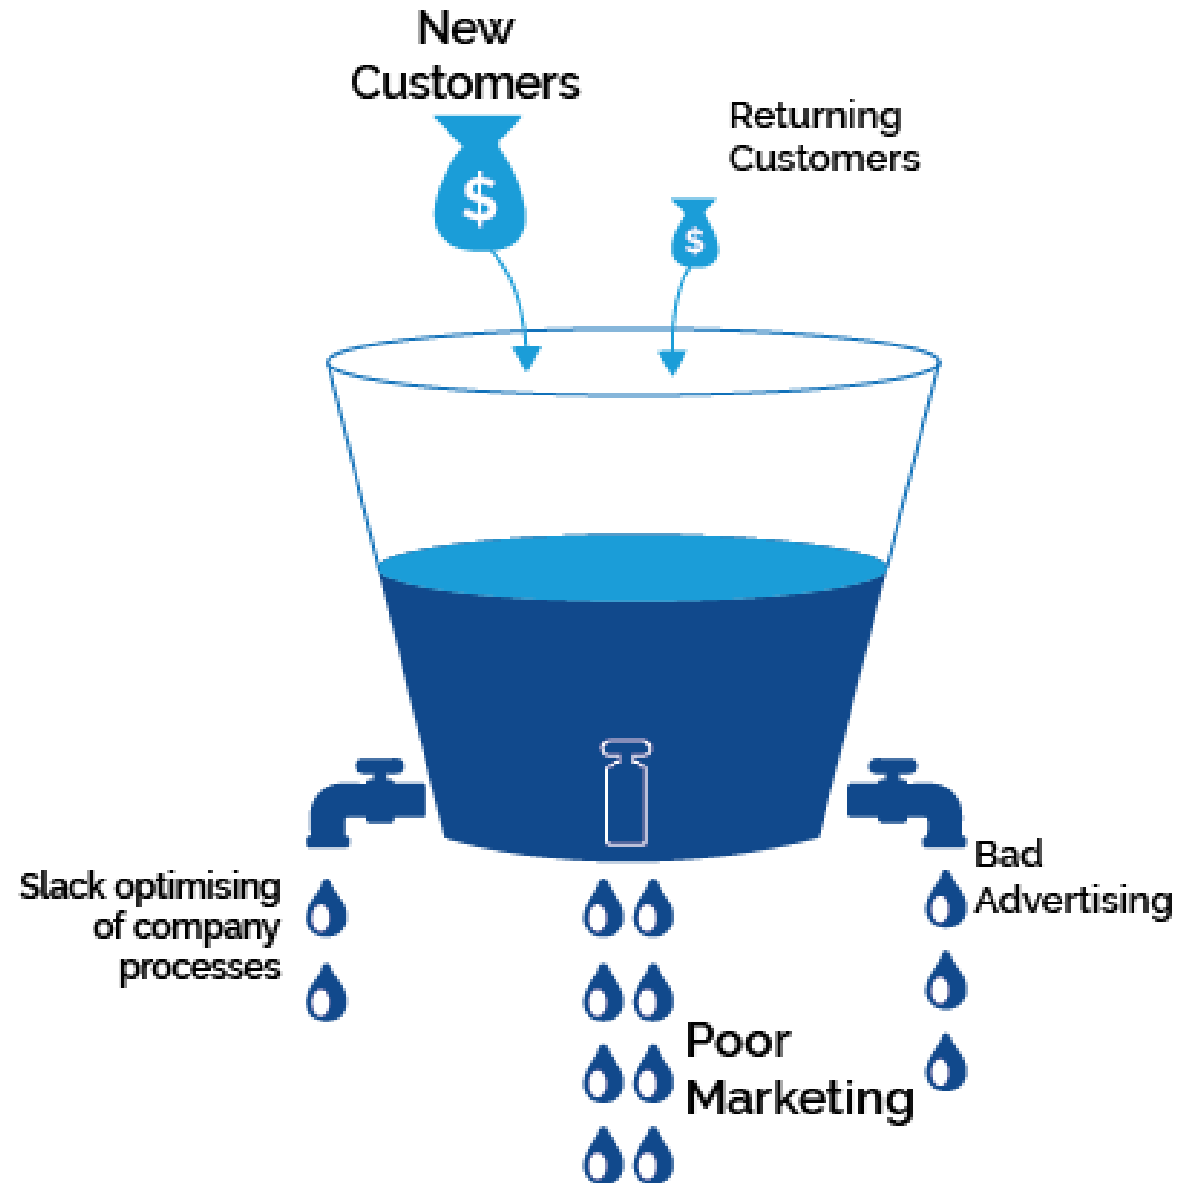 New
Customers
Returning
Customers
$
$
Slack optimising
of company
processes
Bad
Advertising
Poor
Marketing